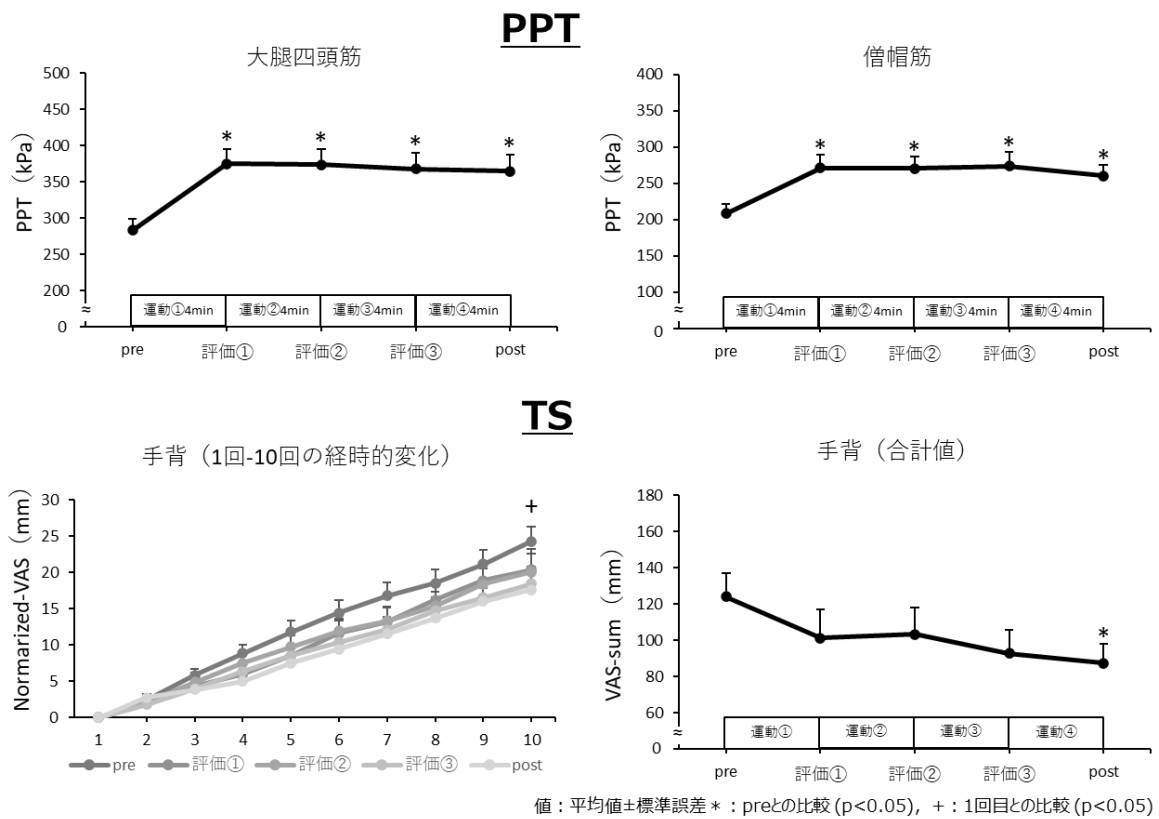 PPT
大腿四頭筋
PPT（kPa）
500
450
400
350
300
250
200
≈
0
*
*
*
*
運動①4min
運動②4min
運動③4min
運動④4min
pre
評価①
評価②
評価③
post
僧帽筋
PPT（kPa）
400
350
300
250
200
150
100
≈
0
*
*
*
*
運動①4min
運動②4min
運動③4min
運動④4min
pre
評価①
評価②
評価③
post
TS
手背（1回-10回の経時的変化）
Normarized-VAS（mm）
30
25
20
15
10
5
0
+
1 2 3 4 5 6 7 8 9 10
pre 評価① 評価② 評価③ post
手背（合計値）
VAS-sum（mm）
180
160
140
120
100
80
60
≈
0
*
運動①
運動②
運動③
運動④
pre
評価①
評価②
評価③
post
値：平均値±標準誤差＊：preとの比較 (p<0.05)，+：1回目との比較 (p<0.05)